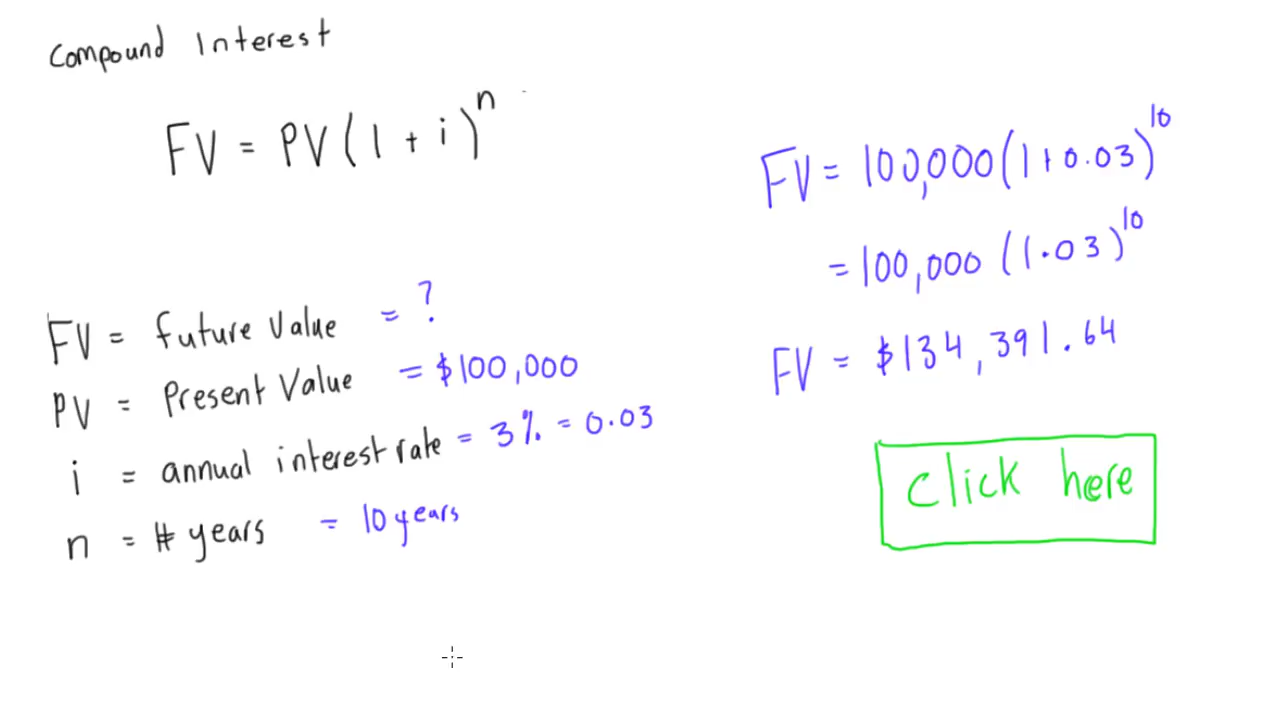 Compound Interest
FV = PV(1 + i)^n
FV = future value = ?
PV = Present Value = $100,000
i = annual interest rate = 3% = 0.03
n = # years = 10 years
FV = 100,000(1+0.03)^10
= 100,000 (1.03)^10
FV = $134,391.64
click here